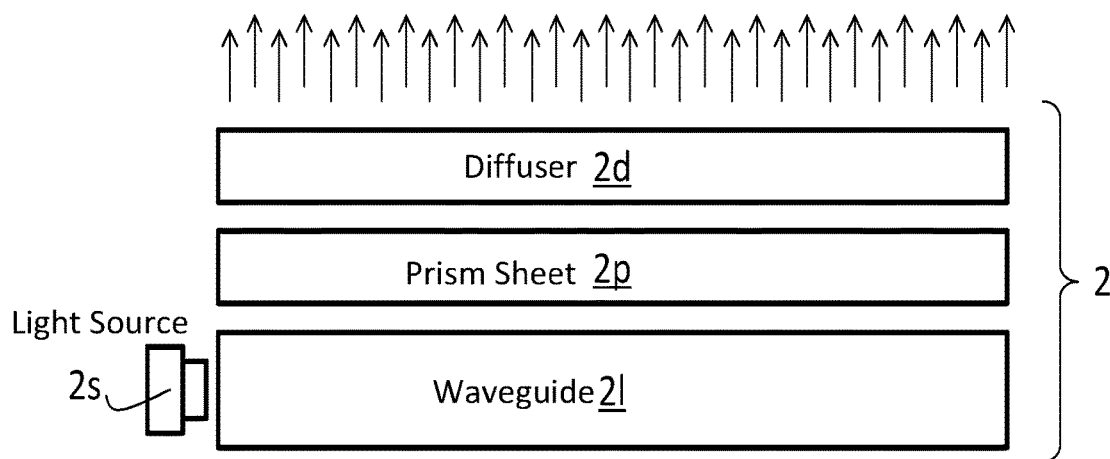 Diffuser 2d
Prism Sheet 2p
2
Light Source
2s
Waveguide 2l